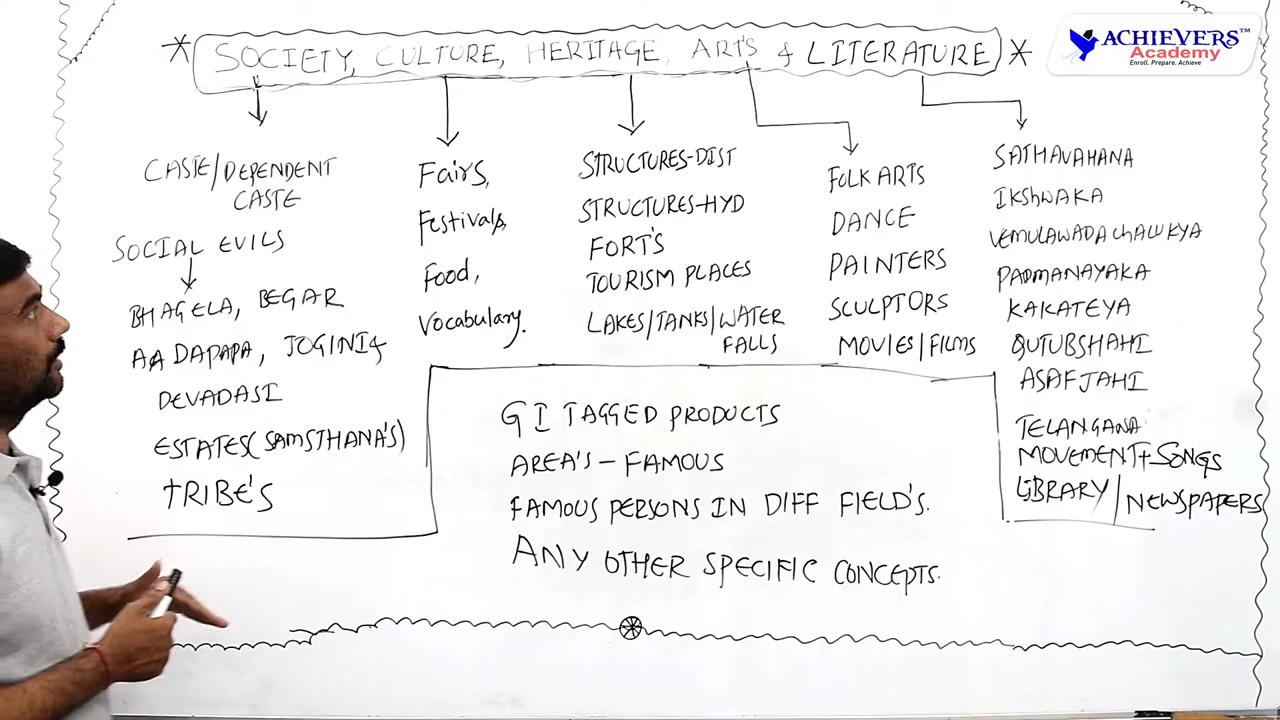 * SOCIETY, CULTURE, HERITAGE, ARTS & LITERATURE *
ACHIEVERS™
Academy
Enroll. Prepare. Achieve
CASTE/DEPENDENT
CASTE
SOCIAL EVILS
BHAGELA, BEGAR
AADAPAPA, JOGINI &
DEVADASI
ESTATES(SAMSTHANA'S)
TRIBE'S
Fairs,
Festivals,
Food,
Vocabulary.
STRUCTURES-DIST
STRUCTURES-HYD
FORT'S
TOURISM PLACES
LAKES/TANKS/WATER
FALLS
FOLK ARTS
DANCE
PAINTERS
SCULPTORS
MOVIES/FILMS
SATHAVAHANA
IKSHWAKA
VEMULAWADA CHALUKYA
PADMANAYAKA
KAKATEYA
QUTUBSHAHI
ASAFJAHI
TELANGANA
MOVEMENT+SONGS
LIBRARY/NEWSPAPERS
GI TAGGED PRODUCTS
AREA'S - FAMOUS
FAMOUS PERSONS IN DIFF FIELD'S.
ANY OTHER SPECIFIC CONCEPTS.